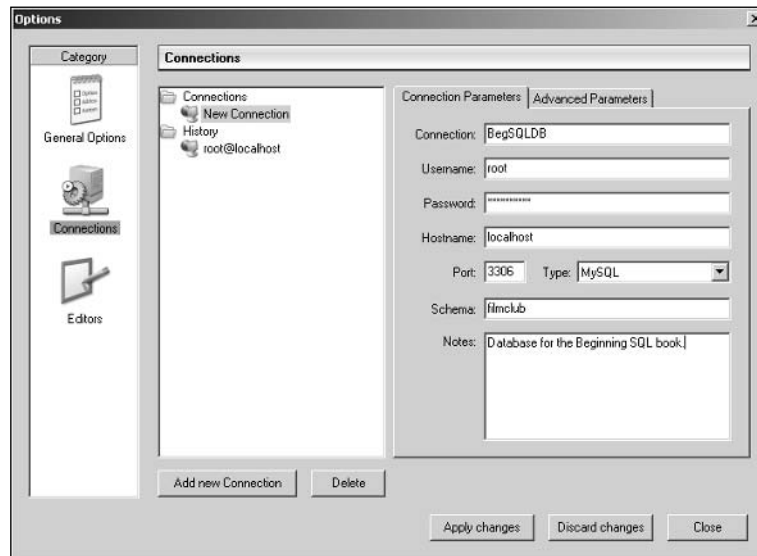 Options
Category
General Options
Connections
Editors
Connections
Connections
New Connection
History
root@localhost
Add new Connection
Delete
Connection Parameters
Advanced Parameters
Connection: BegSQLDB
Username: root
Password: **********
Hostname: localhost
Port: 3306 Type: MySQL
Schema: filmclub
Notes: Database for the Beginning SQL book.
Apply changes
Discard changes
Close